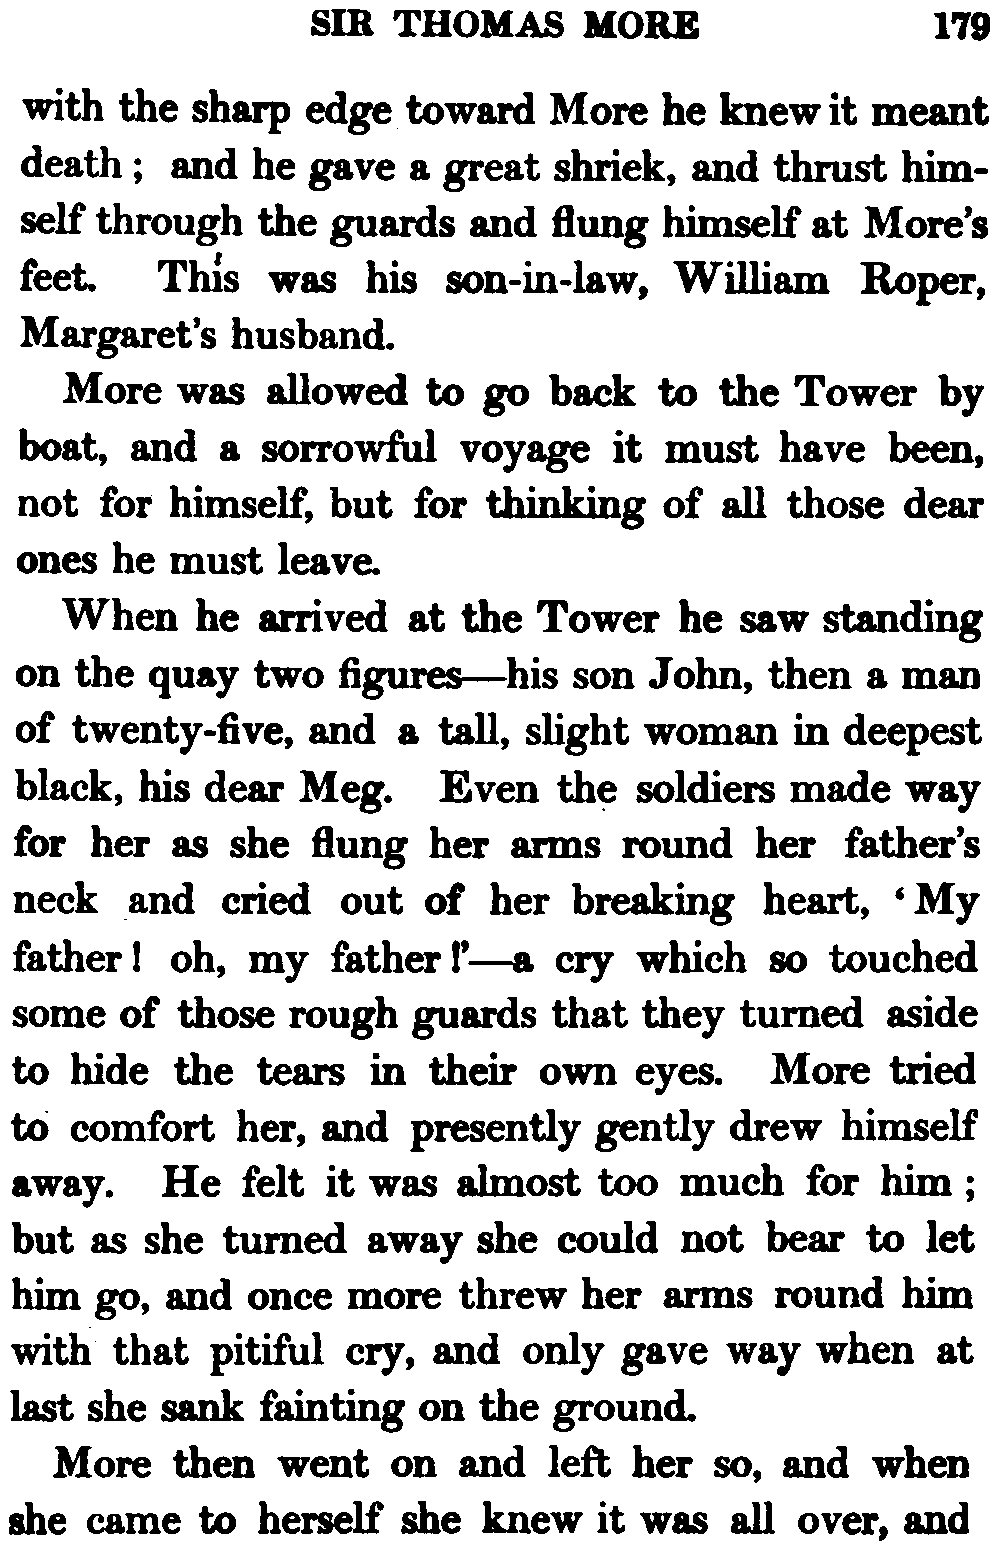 SIR THOMAS MORE 179
with the sharp edge toward More he knew it meant
death ; and he gave a great shriek, and thrust him-
self through the guards and flung himself at More's
feet. This was his son-in-law, William Roper,
Margaret's husband.
More was allowed to go back to the Tower by
boat, and a sorrowful voyage it must have been,
not for himself, but for thinking of all those dear
ones he must leave.
When he arrived at the Tower he saw standing
on the quay two figures—his son John, then a man
of twenty-five, and a tall, slight woman in deepest
black, his dear Meg. Even the soldiers made way
for her as she flung her arms round her father's
neck and cried out of her breaking heart, ‘ My
father ! oh, my father !’—a cry which so touched
some of those rough guards that they turned aside
to hide the tears in their own eyes. More tried
to comfort her, and presently gently drew himself
away. He felt it was almost too much for him ;
but as she turned away she could not bear to let
him go, and once more threw her arms round him
with that pitiful cry, and only gave way when at
last she sank fainting on the ground.
More then went on and left her so, and when
she came to herself she knew it was all over, and